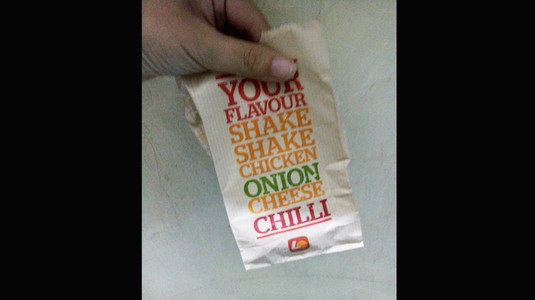 YOUR
FLAVOUR
SHAKE
SHAKE
CHICKEN
ONION
CHEESE
CHILLI